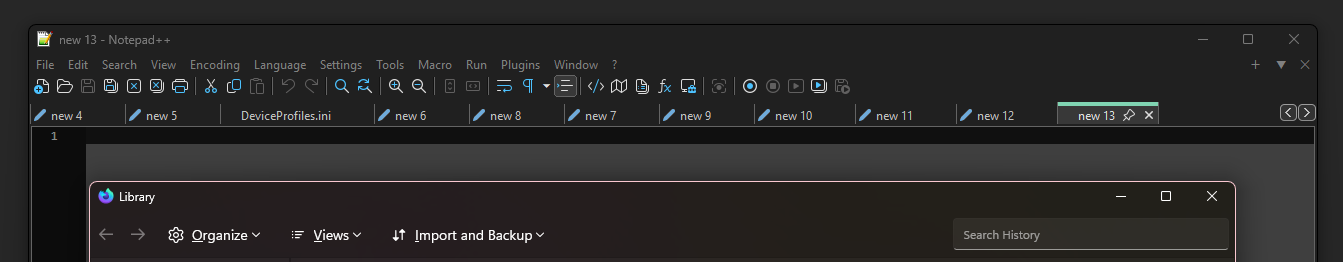 new 13 - Notepad++
File Edit Search View Encoding Language Settings Tools Macro Run Plugins Window ?
new 4 new 5 DeviceProfiles.ini new 6 new 8 new 7 new 9 new 10 new 11 new 12 new 13
1
Library
Organize Views Import and Backup Search History